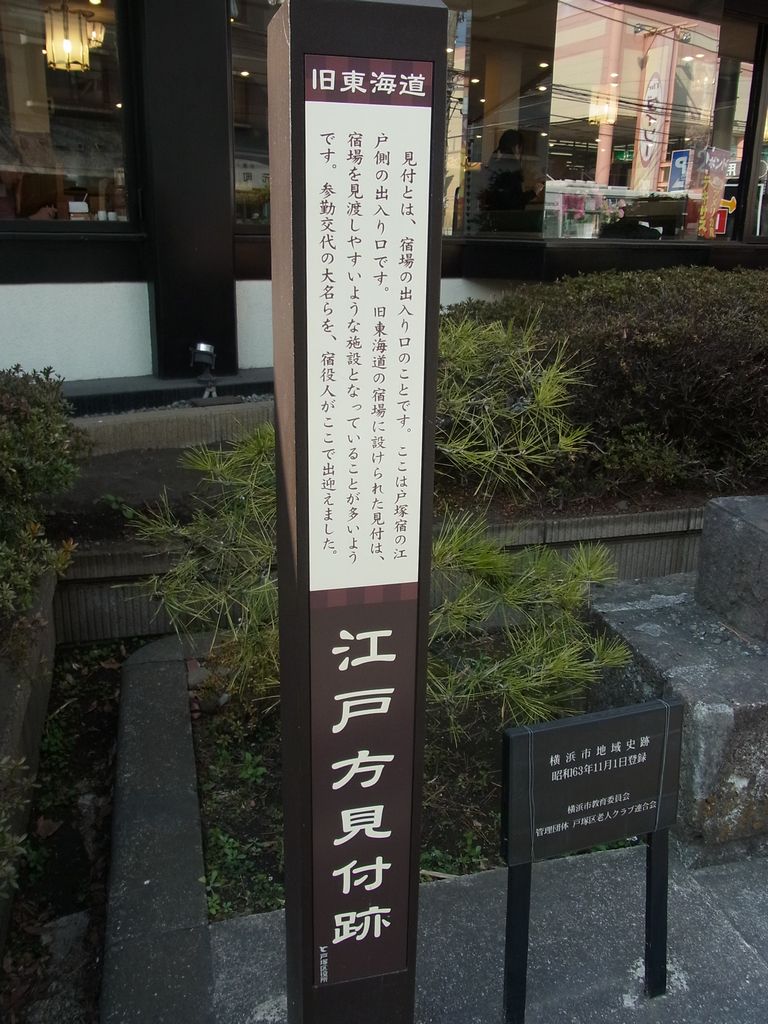 旧東海道
見付とは、宿場の出入り口のことです。ここは戸塚宿の江
戸側の出入り口です。旧東海道の宿場に設けられた見付は、
宿場を見渡しやすいような施設となっていることが多いよう
です。参勤交代の大名らを、宿役人がここで出迎えました。
江戸方見付跡
戸塚区役所
横浜市地域史跡
昭和63年11月1日登録
横浜市教育委員会
管理団体 戸塚区老人クラブ連合会
P